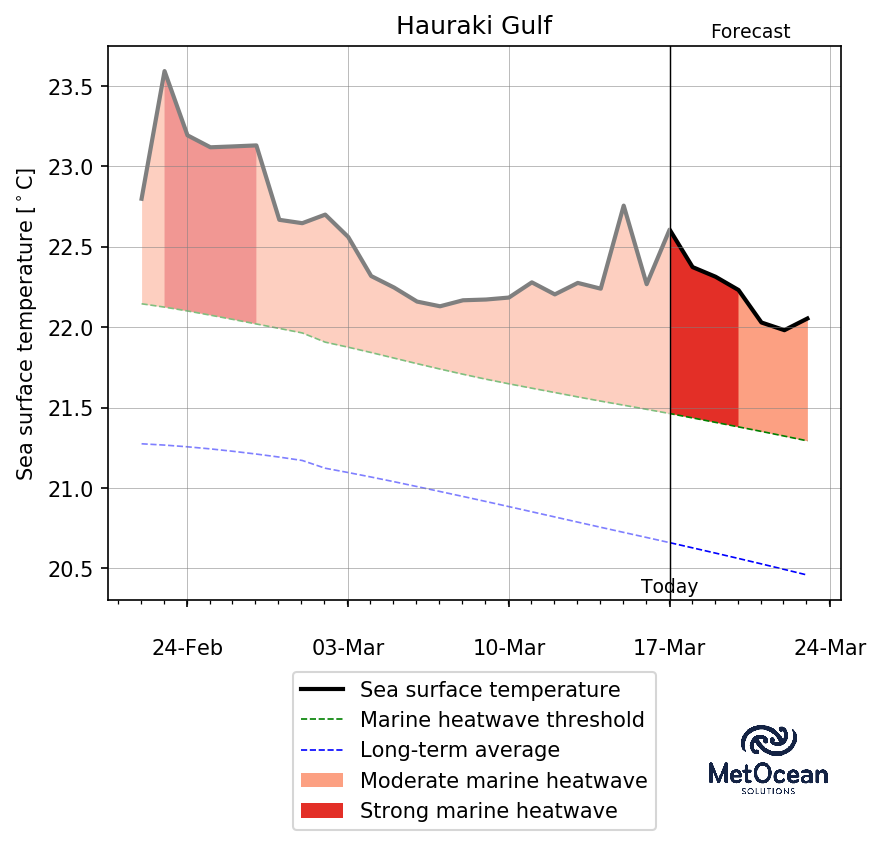 Hauraki Gulf
Forecast
Sea surface temperature [°C]
23.5
23.0
22.5
22.0
21.5
21.0
20.5
Today
24-Feb
03-Mar
10-Mar
17-Mar
24-Mar
Sea surface temperature
Marine heatwave threshold
Long-term average
Moderate marine heatwave
Strong marine heatwave
MetOcean
SOLUTIONS